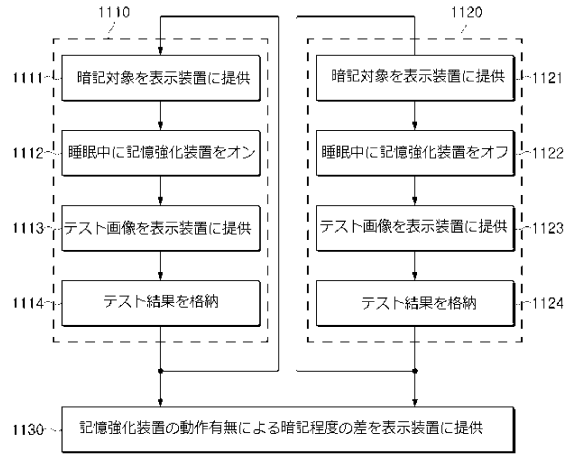 1110
1111
暗記対象を表示装置に提供
1112
睡眠中に記憶強化装置をオン
1113
テスト画像を表示装置に提供
1114
テスト結果を格納
1120
暗記対象を表示装置に提供
1121
睡眠中に記憶強化装置をオフ
1122
テスト画像を表示装置に提供
1123
テスト結果を格納
1124
1130
記憶強化装置の動作有無による暗記程度の差を表示装置に提供